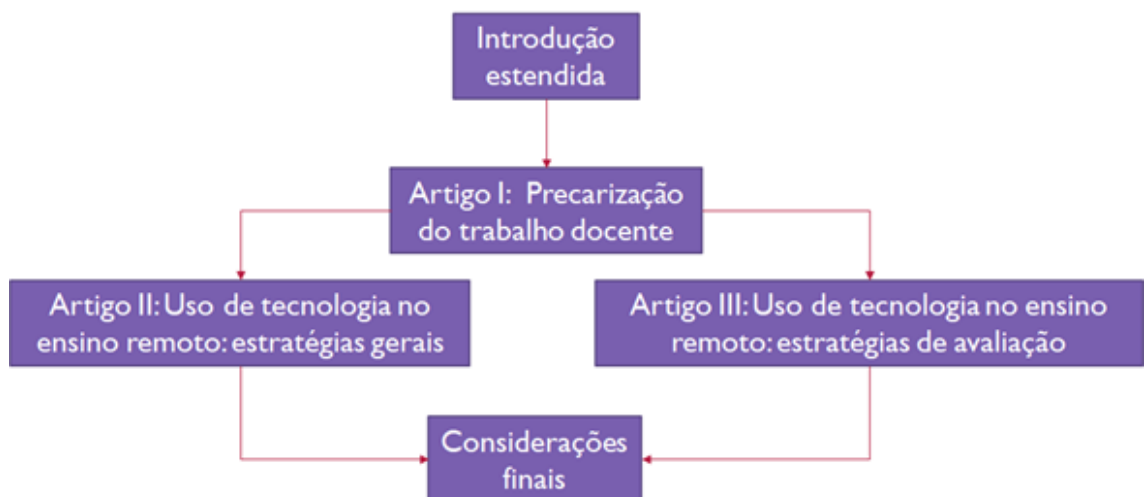 Introdução
estendida
Artigo I: Precarização
do trabalho docente
Artigo II: Uso de tecnologia no
ensino remoto: estratégias gerais
Artigo III: Uso de tecnologia no ensino
remoto: estratégias de avaliação
Considerações
finais